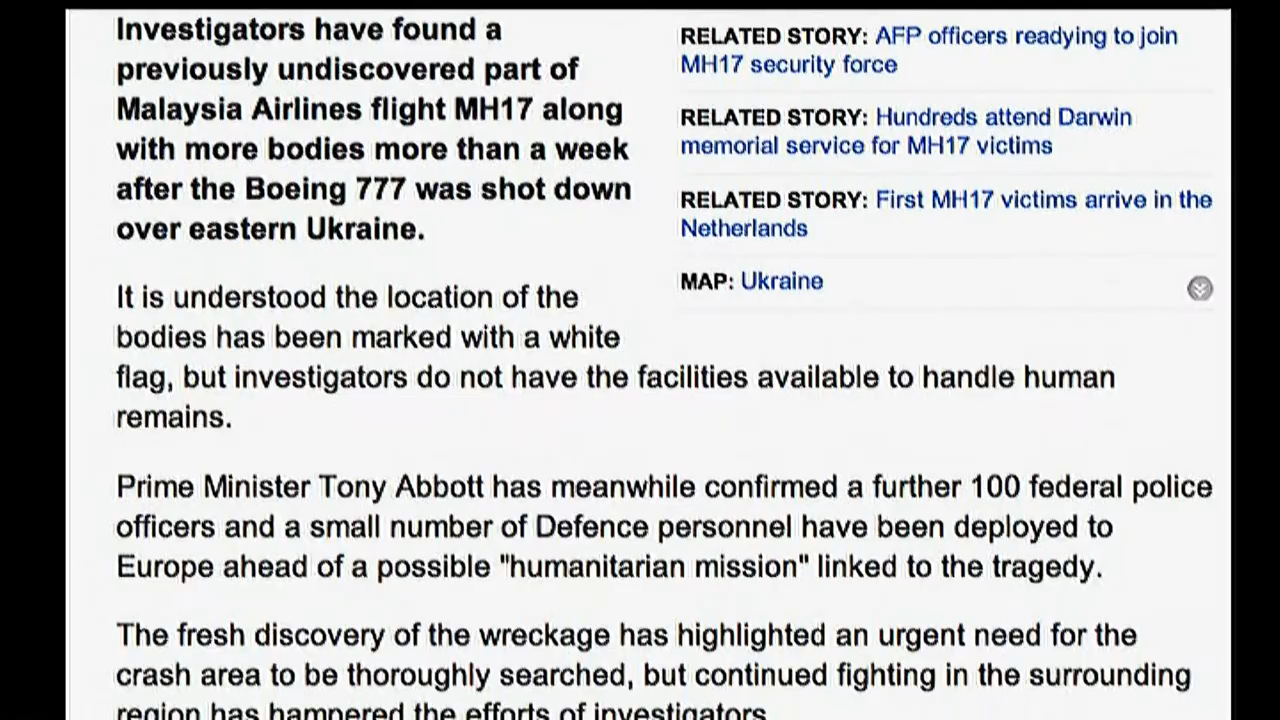 Investigators have found a
previously undiscovered part of
Malaysia Airlines flight MH17 along
with more bodies more than a week
after the Boeing 777 was shot down
over eastern Ukraine.
RELATED STORY: AFP officers readying to join
MH17 security force
RELATED STORY: Hundreds attend Darwin
memorial service for MH17 victims
RELATED STORY: First MH17 victims arrive in the
Netherlands
MAP: Ukraine
It is understood the location of the
bodies has been marked with a white
flag, but investigators do not have the facilities available to handle human
remains.
Prime Minister Tony Abbott has meanwhile confirmed a further 100 federal police
officers and a small number of Defence personnel have been deployed to
Europe ahead of a possible "humanitarian mission" linked to the tragedy.
The fresh discovery of the wreckage has highlighted an urgent need for the
crash area to be thoroughly searched, but continued fighting in the surrounding
region has hampered the efforts of investigators.